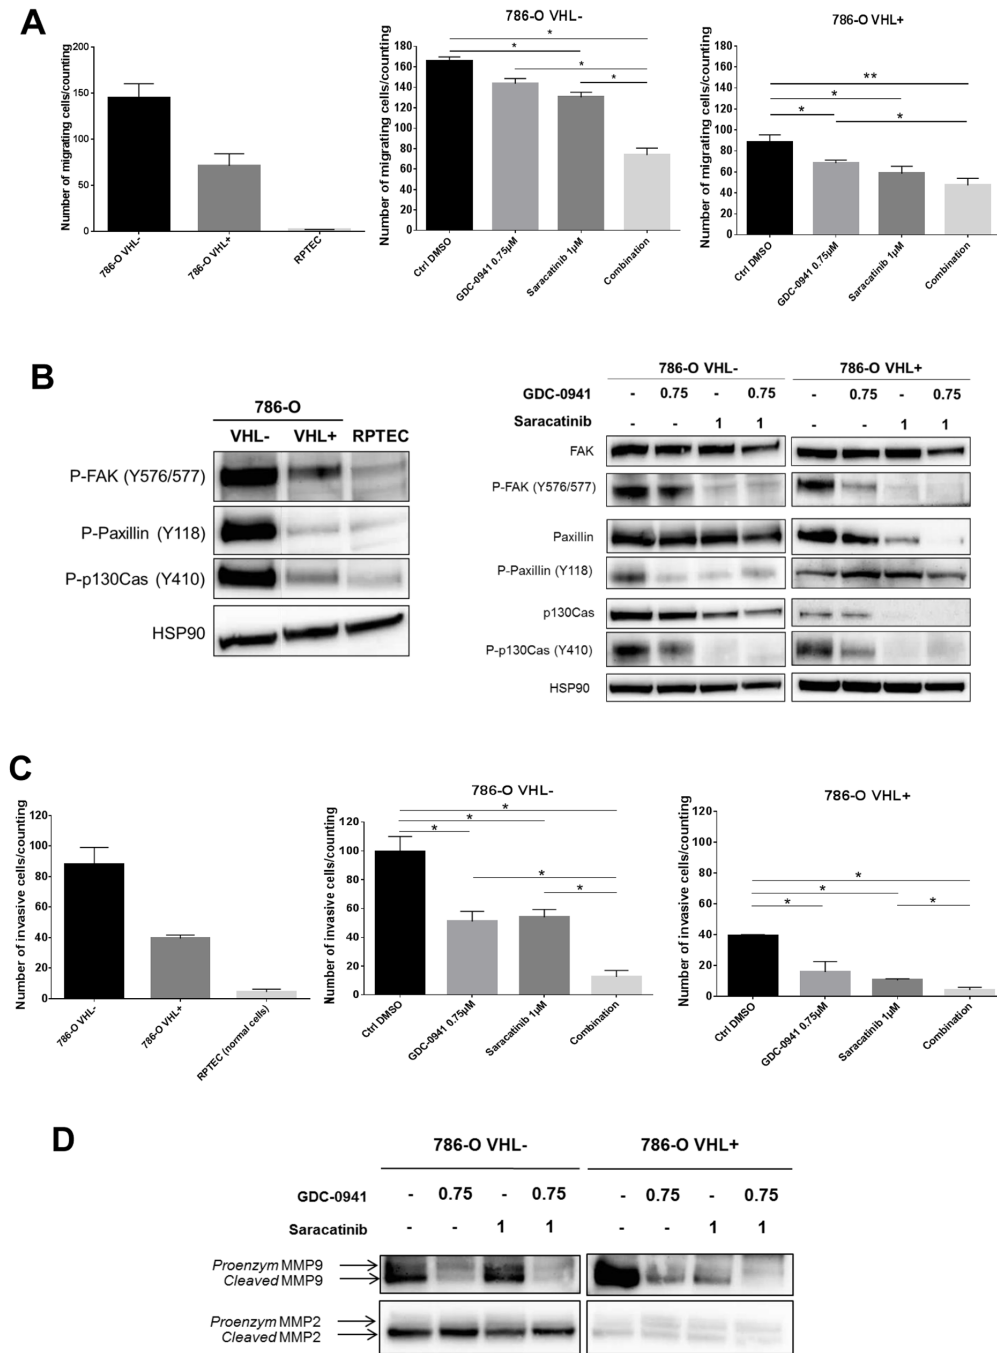 A
Number of migrating cells/counting
200
150
100
50
0
786-O VHL-
786-O VHL+
RPTEC
786-O VHL-
Number of migrating cells/counting
180
160
140
120
100
80
60
40
20
0
*
*
*
*
Ctrl DMSO
GDC-0941 0.75µM
Saracatinib 1µM
Combination
786-O VHL+
Number of migrating cells/counting
180
160
140
120
100
80
60
40
20
0
**
*
*
*
Ctrl DMSO
GDC-0941 0.75µM
Saracatinib 1µM
Combination
B
786-O
VHL- VHL+ RPTEC
P-FAK (Y576/577)
P-Paxillin (Y118)
P-p130Cas (Y410)
HSP90
786-O VHL- 786-O VHL+
GDC-0941 - 0.75 - 0.75 - 0.75 - 0.75
Saracatinib - - 1 1 - - 1 1
FAK
P-FAK (Y576/577)
Paxillin
P-Paxillin (Y118)
p130Cas
P-p130Cas (Y410)
HSP90
C
Number of invasive cells/counting
120
100
80
60
40
20
0
786-O VHL-
786-O VHL+
RPTEC (normal cells)
786-O VHL-
Number of invasive cells/counting
120
100
80
60
40
20
0
*
*
*
*
*
Ctrl DMSO
GDC-0941 0.75µM
Saracatinib 1µM
Combination
786-O VHL+
Number of invasive cells/counting
120
100
80
60
40
20
0
*
*
*
*
Ctrl DMSO
GDC-0941 0.75µM
Saracatinib 1µM
Combination
D
786-O VHL- 786-O VHL+
GDC-0941 - 0.75 - 0.75 - 0.75 - 0.75
Saracatinib - - 1 1 - - 1 1
Proenzym MMP9
Cleaved MMP9
Proenzym MMP2
Cleaved MMP2